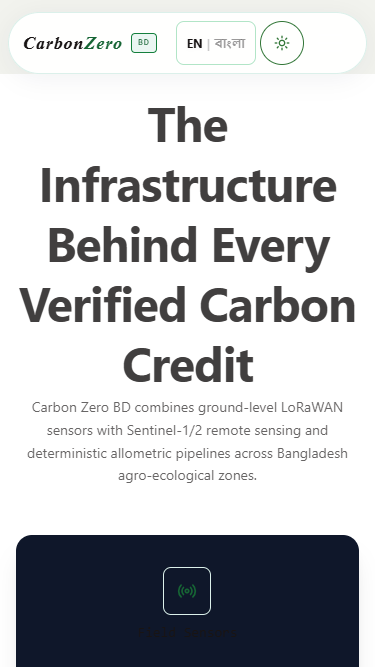 CarbonZero BD EN | বাংলা
The
Infrastructure
Behind Every
Verified Carbon
Credit
Carbon Zero BD combines ground-level LoRaWAN
sensors with Sentinel-1/2 remote sensing and
deterministic allometric pipelines across Bangladesh
agro-ecological zones.